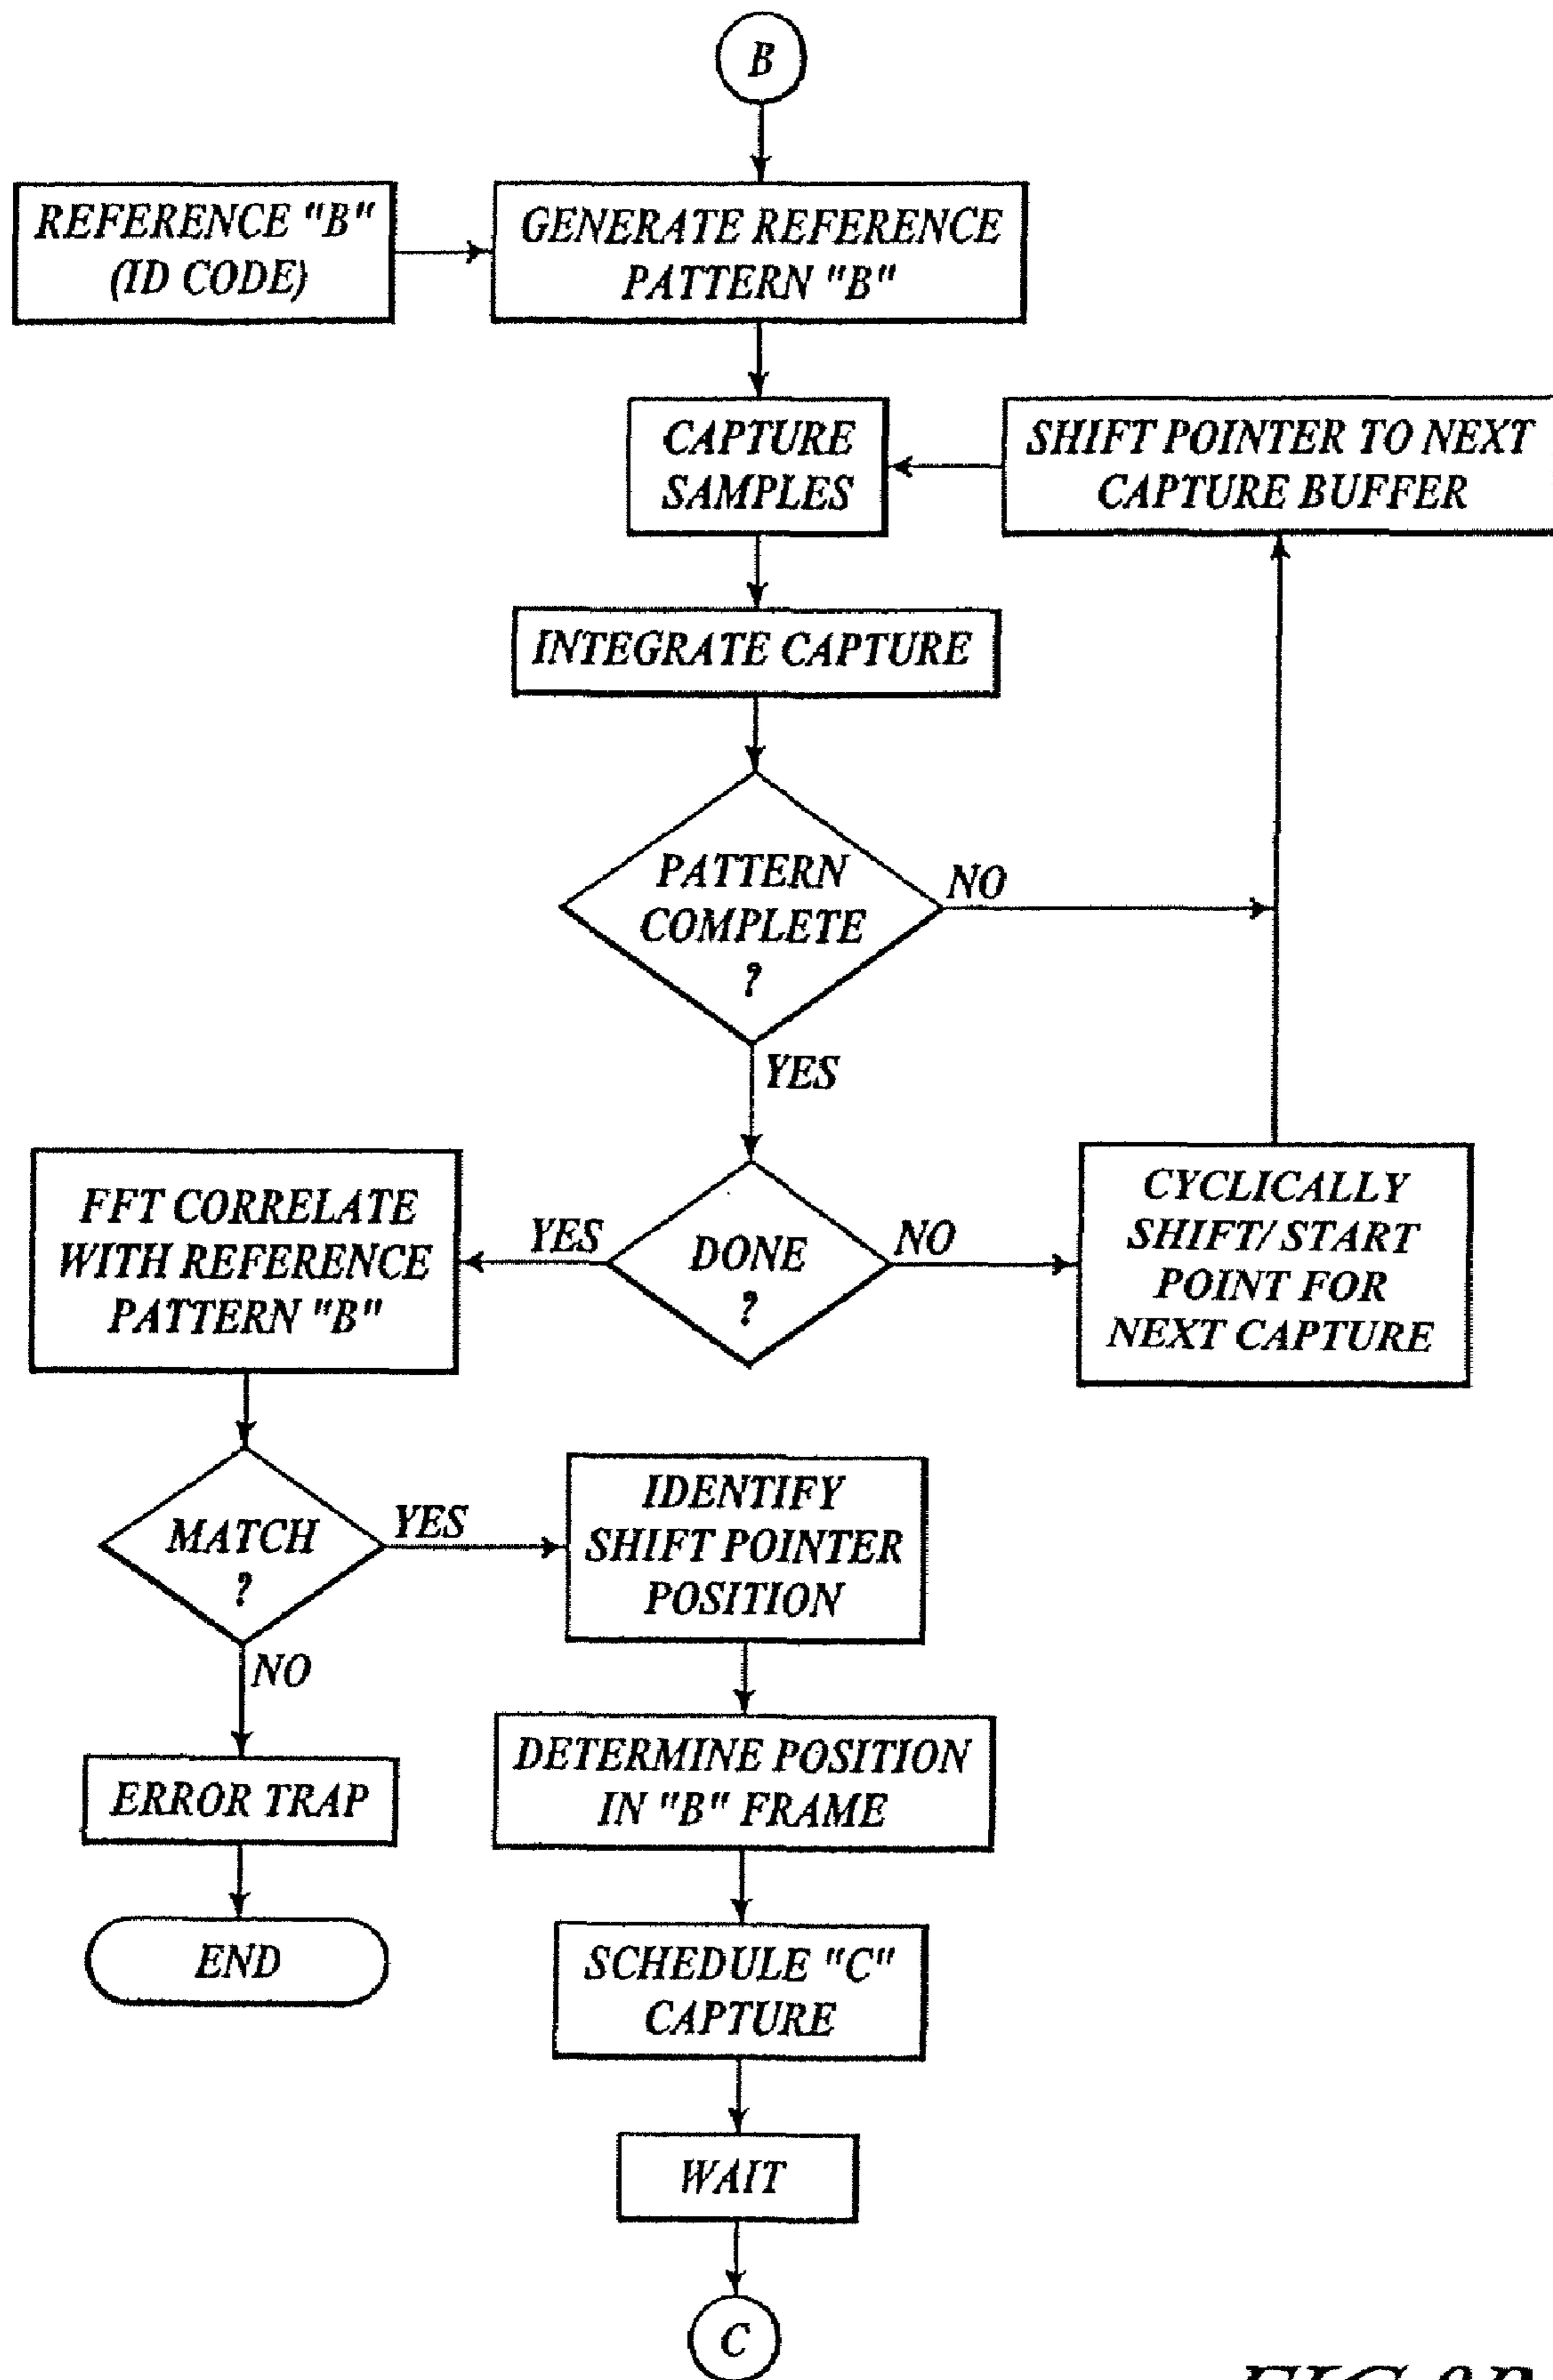 B
REFERENCE "B"
(ID CODE)
GENERATE REFERENCE
PATTERN "B"
CAPTURE
SAMPLES
SHIFT POINTER TO NEXT
CAPTURE BUFFER
INTEGRATE CAPTURE
PATTERN
COMPLETE
?
NO
YES
FFT CORRELATE
WITH REFERENCE
PATTERN "B"
YES
DONE
?
NO
CYCLICALLY
SHIFT/START
POINT FOR
NEXT CAPTURE
MATCH
?
YES
IDENTIFY
SHIFT POINTER
POSITION
NO
ERROR TRAP
DETERMINE POSITION
IN "B" FRAME
END
SCHEDULE "C"
CAPTURE
WAIT
C